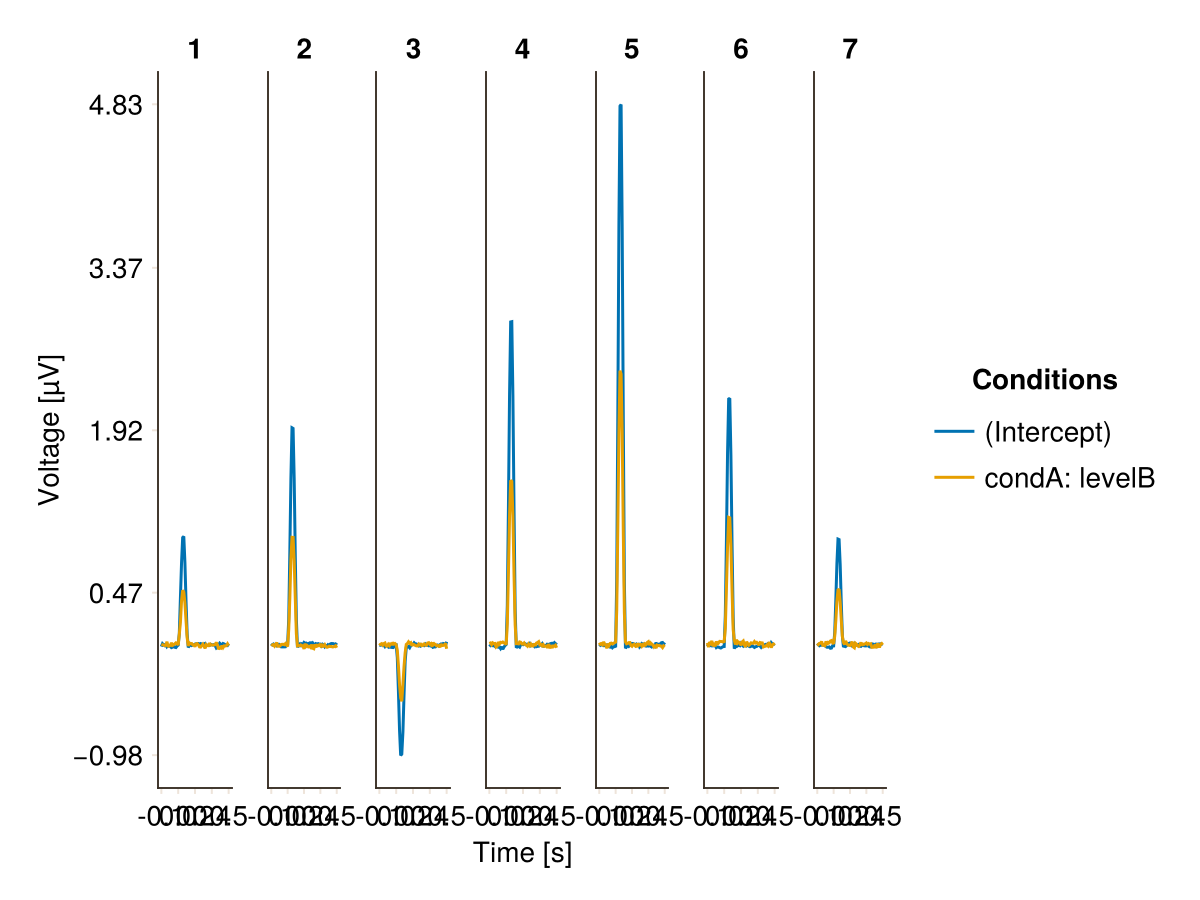 1 2 3 4 5 6 7
4.83
3.37
1.92
0.47
−0.98
Voltage [µV]
Time [s]
Conditions
(Intercept)
condA: levelB